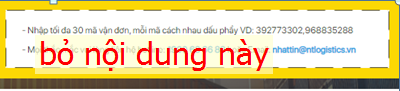 - Nhập tối đa 30 mã vận đơn, mỗi mã cách nhau dấu phẩy VD: 392773302,968835288
- nhattin@ntlogistics.vn
bỏ nội dung này